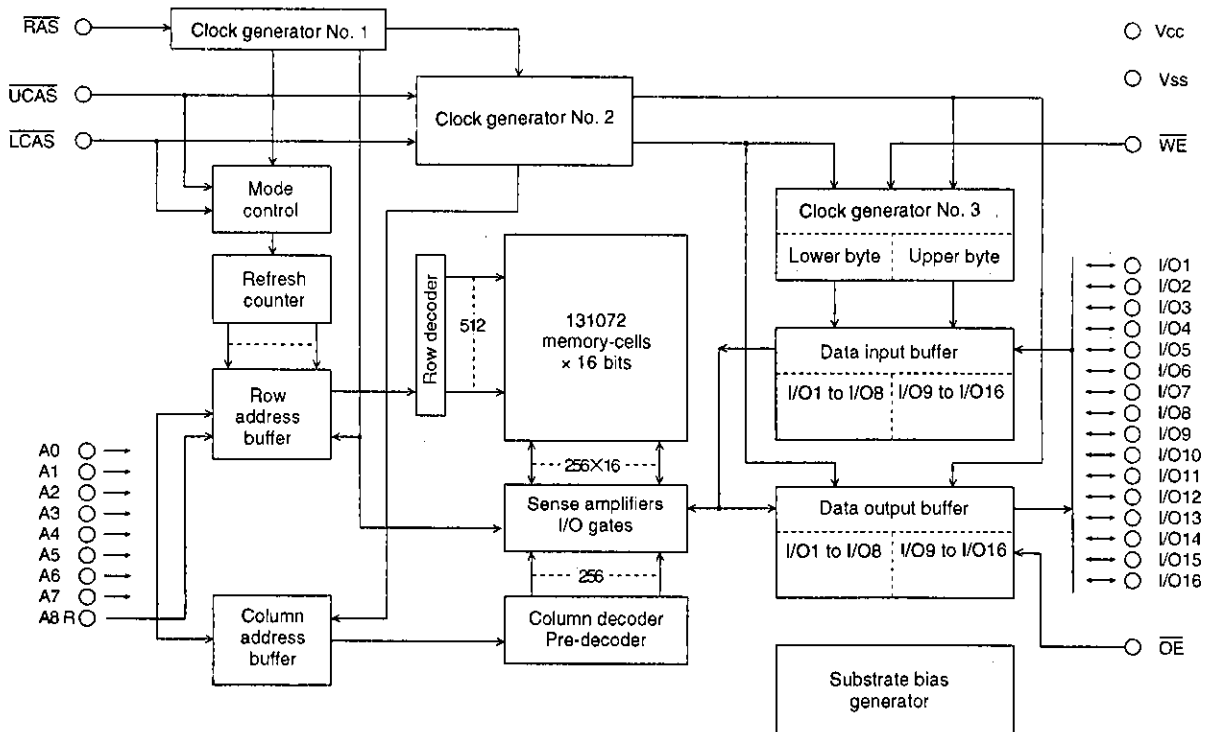 RAS
Clock generator No. 1
Vcc
Vss
UCAS
LCAS
Clock generator No. 2
WE
Mode
control
Clock generator No. 3
Lower byte
Upper byte
Refresh
counter
Row decoder
512
131072
memory-cells
× 16 bits
Data input buffer
I/O1 to I/O8
I/O9 to I/O16
Row
address
buffer
256×16
Sense amplifiers
I/O gates
Data output buffer
I/O1 to I/O8
I/O9 to I/O16
256
Column decoder
Pre-decoder
Column
address
buffer
Substrate bias
generator
A0
A1
A2
A3
A4
A5
A6
A7
A8 R
I/O1
I/O2
I/O3
I/O4
I/O5
I/O6
I/O7
I/O8
I/O9
I/O10
I/O11
I/O12
I/O13
I/O14
I/O15
I/O16
OE